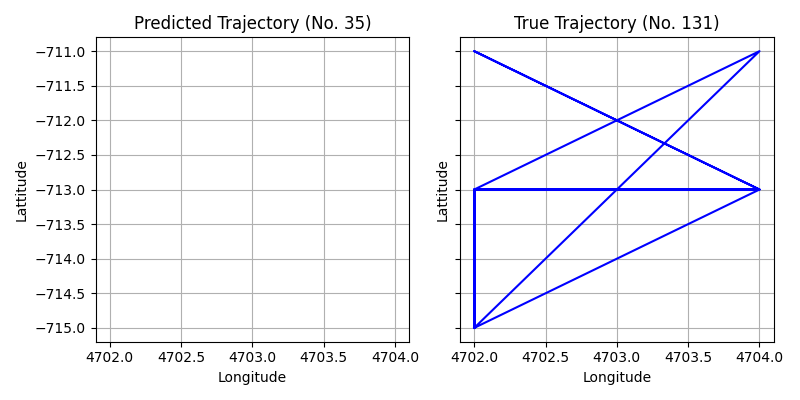 Predicted Trajectory (No. 35)
True Trajectory (No. 131)
−711.0
−711.5
−712.0
−712.5
−713.0
−713.5
−714.0
−714.5
−715.0
Lattitude
Lattitude
4702.0 4702.5 4703.0 4703.5 4704.0
4702.0 4702.5 4703.0 4703.5 4704.0
Longitude
Longitude